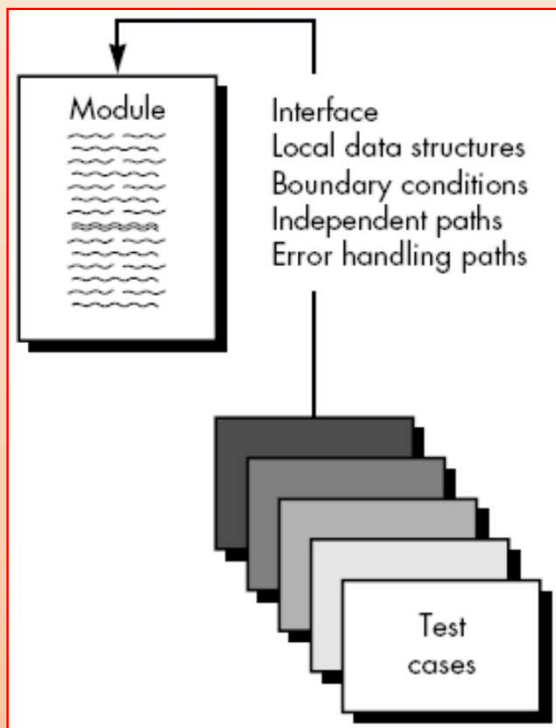 Module
Interface
Local data structures
Boundary conditions
Independent paths
Error handling paths
Test
cases